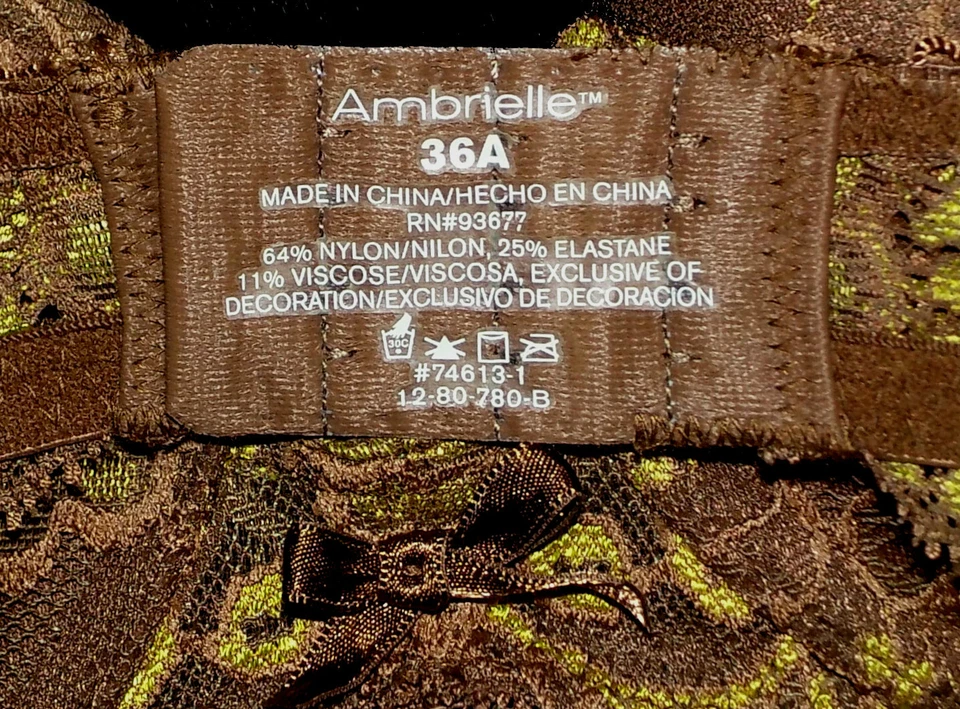 Ambrielle™
36A
MADE IN CHINA/HECHO EN CHINA
RN#93677
64% NYLON/NILON, 25% ELASTANE
11% VISCOSE/VISCOSA, EXCLUSIVE OF
DECORATION/EXCLUSIVO DE DECORACION
30C
#74613-1
12-80-780-B